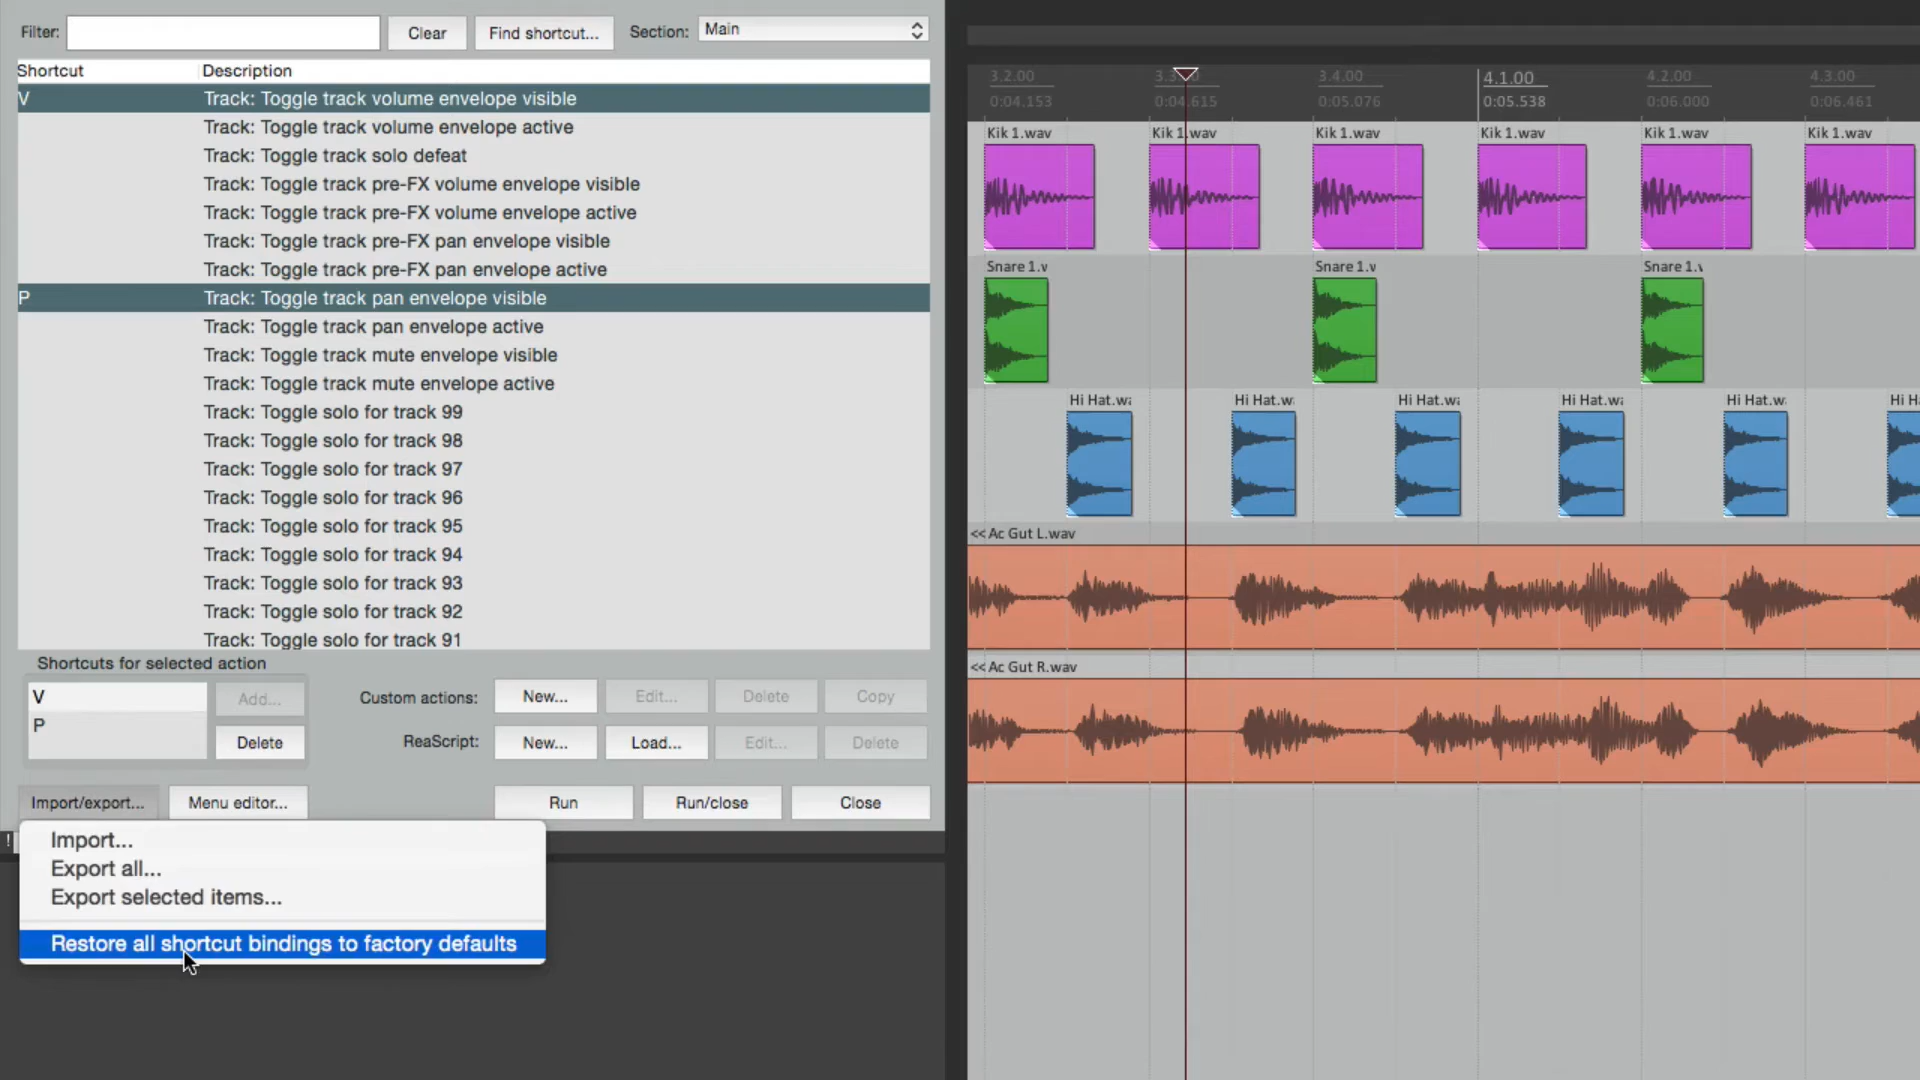 Filter:
Clear
Find shortcut...
Section:
Main
Shortcut
Description
V
Track: Toggle track volume envelope visible
Track: Toggle track volume envelope active
Track: Toggle track solo defeat
Track: Toggle track pre-FX volume envelope visible
Track: Toggle track pre-FX volume envelope active
Track: Toggle track pre-FX pan envelope visible
Track: Toggle track pre-FX pan envelope active
P
Track: Toggle track pan envelope visible
Track: Toggle track pan envelope active
Track: Toggle track mute envelope visible
Track: Toggle track mute envelope active
Track: Toggle solo for track 99
Track: Toggle solo for track 98
Track: Toggle solo for track 97
Track: Toggle solo for track 96
Track: Toggle solo for track 95
Track: Toggle solo for track 94
Track: Toggle solo for track 93
Track: Toggle solo for track 92
Track: Toggle solo for track 91
Shortcuts for selected action
V
P
Add...
Delete
Custom actions:
New...
Edit...
Delete
Copy
ReaScript:
New...
Load...
Edit...
Delete
Import/export...
Menu editor...
Run
Run/close
Close
!
Import...
Export all...
Export selected items...
Restore all shortcut bindings to factory defaults
3.2.00
0:04.153
0:04.615
3.4.00
0:05.076
4.1.00
0:05.538
4.2.00
0:06.000
4.3.00
0:06.461
Kik 1.wav
Kik 1.wav
Kik 1.wav
Kik 1.wav
Kik 1.wav
Kik 1.wav
Snare 1.v
Snare 1.v
Snare 1.v
Hi Hat.wa
Hi Hat.wa
Hi Hat.wa
Hi Hat.wa
Hi Hat.wa
Hi H
<< Ac Gut L.wav
<< Ac Gut R.wav